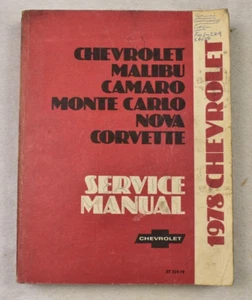 CHEVROLET
MALIBU
CAMARO
MONTE CARLO
NOVA
CORVETTE
SERVICE
MANUAL
CHEVROLET
1978 CHEVROLET